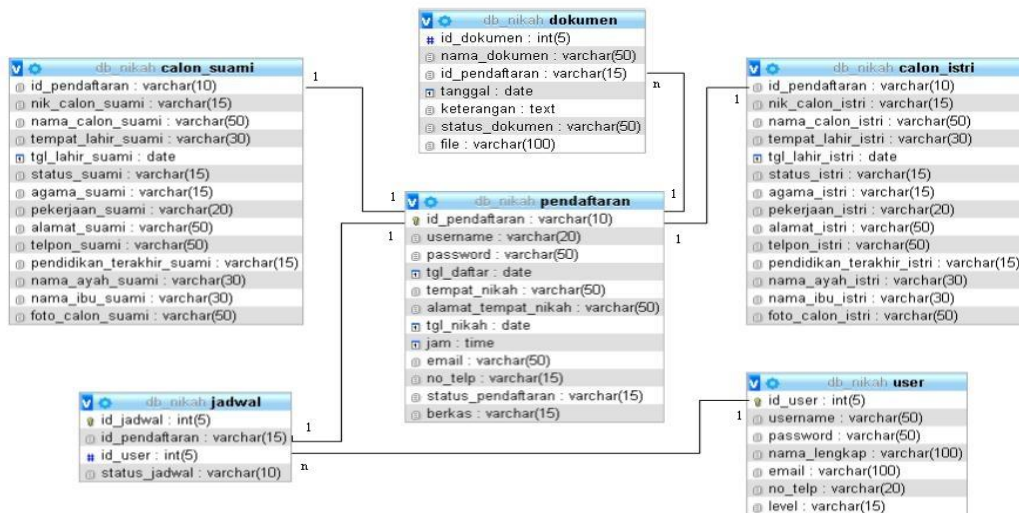 db_nikah dokumen
id_dokumen : int(5)
nama_dokumen : varchar(50)
id_pendaftaran : varchar(15)
tanggal : date
keterangan : text
status_dokumen : varchar(50)
file : varchar(100)
n
db_nikah calon_suami
id_pendaftaran : varchar(10)
nik_calon_suami : varchar(15)
nama_calon_suami : varchar(50)
tempat_lahir_suami : varchar(30)
tgl_lahir_suami : date
status_suami : varchar(15)
agama_suami : varchar(15)
pekerjaan_suami : varchar(20)
alamat_suami : varchar(50)
telpon_suami : varchar(50)
pendidikan_terakhir_suami : varchar(15)
nama_ayah_suami : varchar(30)
nama_ibu_suami : varchar(30)
foto_calon_suami : varchar(50)
1
db_nikah calon_istri
id_pendaftaran : varchar(10)
nik_calon_istri : varchar(15)
nama_calon_istri : varchar(50)
tempat_lahir_istri : varchar(30)
tgl_lahir_istri : date
status_istri : varchar(15)
agama_istri : varchar(15)
pekerjaan_istri : varchar(20)
alamat_istri : varchar(50)
telpon_istri : varchar(50)
pendidikan_terakhir_istri : varchar(15)
nama_ayah_istri : varchar(30)
nama_ibu_istri : varchar(30)
foto_calon_istri : varchar(50)
1
db_nikah pendaftaran
id_pendaftaran : varchar(10)
username : varchar(20)
password : varchar(50)
tgl_daftar : date
tempat_nikah : varchar(50)
alamat_tempat_nikah : varchar(50)
tgl_nikah : date
jam : time
email : varchar(50)
no_telp : varchar(15)
status_pendaftaran : varchar(15)
berkas : varchar(15)
1
1
1
1
db_nikah jadwal
id_jadwal : int(5)
id_pendaftaran : varchar(15)
id_user : int(5)
status_jadwal : varchar(10)
1
n
db_nikah user
id_user : int(5)
username : varchar(50)
password : varchar(50)
nama_lengkap : varchar(100)
email : varchar(100)
no_telp : varchar(20)
level : varchar(15)
1